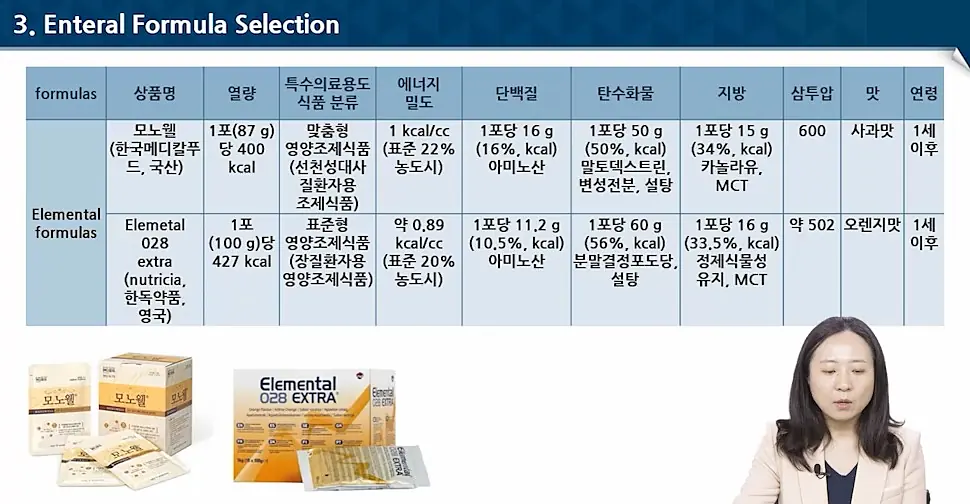 3. Enteral Formula Selection
formulas
상품명
열량
특수의료용도
식품 분류
에너지
밀도
단백질
탄수화물
지방
삼투압
맛
연령
Elemental
formulas
모노웰
(한국메디칼푸
드, 국산)
1포(87 g)
당 400
kcal
맞춤형
영양조제식품
(선천성대사
질환자용
조제식품)
1 kcal/cc
(표준 22%
농도시)
1포당 16 g
(16%, kcal)
아미노산
1포당 50 g
(50%, kcal)
말토덱스트린,
변성전분, 설탕
1포당 15 g
(34%, kcal)
카놀라유,
MCT
600
사과맛
1세
이후
Elemetal
028
extra
(nutricia,
한독약품,
영국)
1포
(100 g)당
427 kcal
표준형
영양조제식품
(장질환자용
영양조제식품)
약 0.89
kcal/cc
(표준 20%
농도시)
1포당 11.2 g
(10.5%, kcal)
아미노산
1포당 60 g
(56%, kcal)
분말결정포도당,
설탕
1포당 16 g
(33.5%, kcal)
정제식물성
유지, MCT
약 502
오렌지맛
1세
이후
모노웰
모노웰
모노웰
Elemental
028 EXTRA
Elemental
028 EXTRA